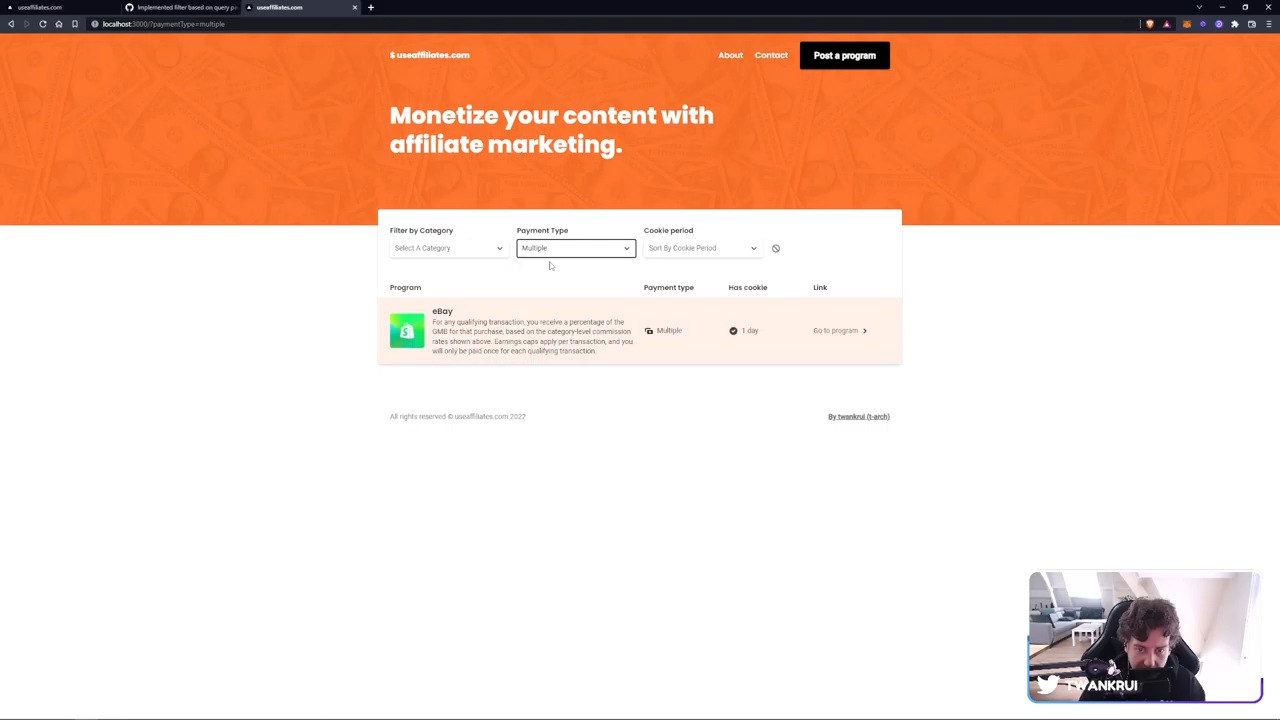 useaffiliates.com
Implemented filter based on query pa
useaffiliates.com
localhost:3000/?paymentType=multiple
$ useaffiliates.com
About
Contact
Post a program
Monetize your content with
affiliate marketing.
Filter by Category
Payment Type
Cookie period
Select A Category
Multiple
Sort By Cookie Period
Program
Payment type
Has cookie
Link
eBay
For any qualifying transaction, you receive a percentage of the
GMB for that purchase, based on the category-level commission
rates shown above. Earnings caps apply per transaction, and you
will only be paid once for each qualifying transaction.
Multiple
1 day
Go to program
All rights reserved © useaffiliates.com 2022
By twankrui (t-arch)
TWANKRUI